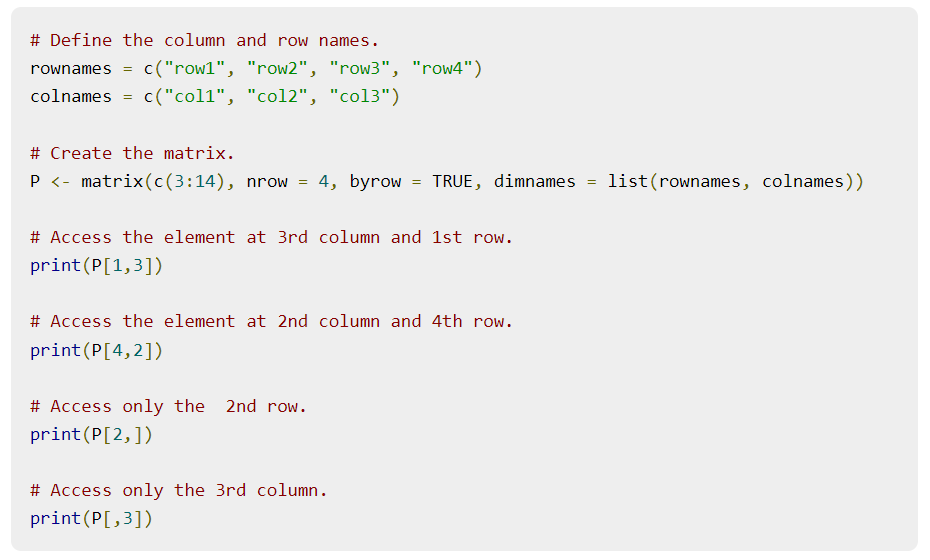 # Define the column and row names.
rownames = c("row1", "row2", "row3", "row4")
colnames = c("col1", "col2", "col3")
# Create the matrix.
P <- matrix(c(3:14), nrow = 4, byrow = TRUE, dimnames = list(rownames, colnames))
# Access the element at 3rd column and 1st row.
print(P[1,3])
# Access the element at 2nd column and 4th row.
print(P[4,2])
# Access only the  2nd row.
print(P[2,])
# Access only the 3rd column.
print(P[,3])